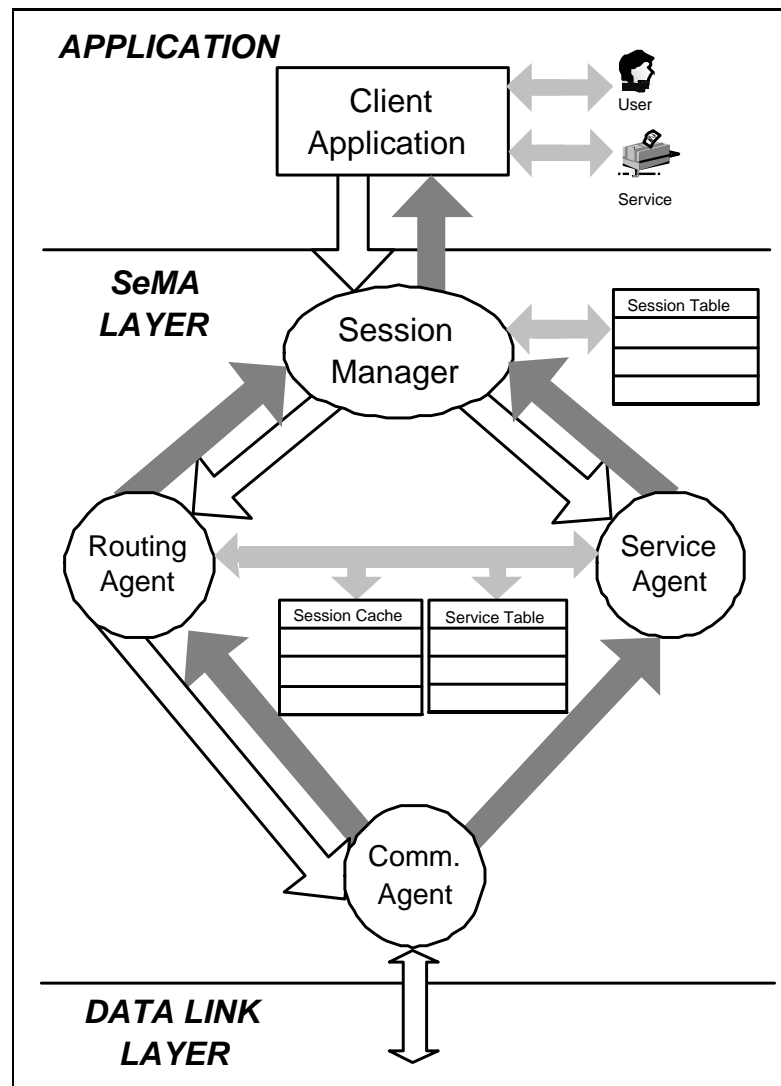 APPLICATION
Client
Application
User
Service
SeMA
LAYER
Session
Manager
Session Table
Routing
Agent
Service
Agent
Session Cache
Service Table
Comm.
Agent
DATA LINK
LAYER